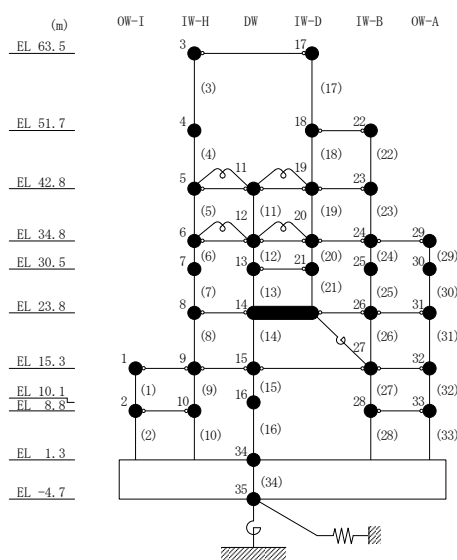 (m) OW-I IW-H DW IW-D IW-B OW-A
EL 63.5 3 17
(3) (17)
EL 51.7 4 18 22
(4) 11 19 (18) (22)
EL 42.8 5 23
(5) 12 (11) 20 (19) (23)
EL 34.8 6 24 29
(6) (12) (20) (24) (29)
EL 30.5 7 13 21 25 30
(7) (13) (21) (25) (30)
EL 23.8 8 14 26 31
(8) (14) (26) (31)
27
EL 15.3 1 9 15 32
(1) (9) (15) (27) (32)
EL 10.1 16
EL 8.8 2 10 28 33
(2) (10) (16) (28) (33)
EL 1.3 34
(34)
EL -4.7 35